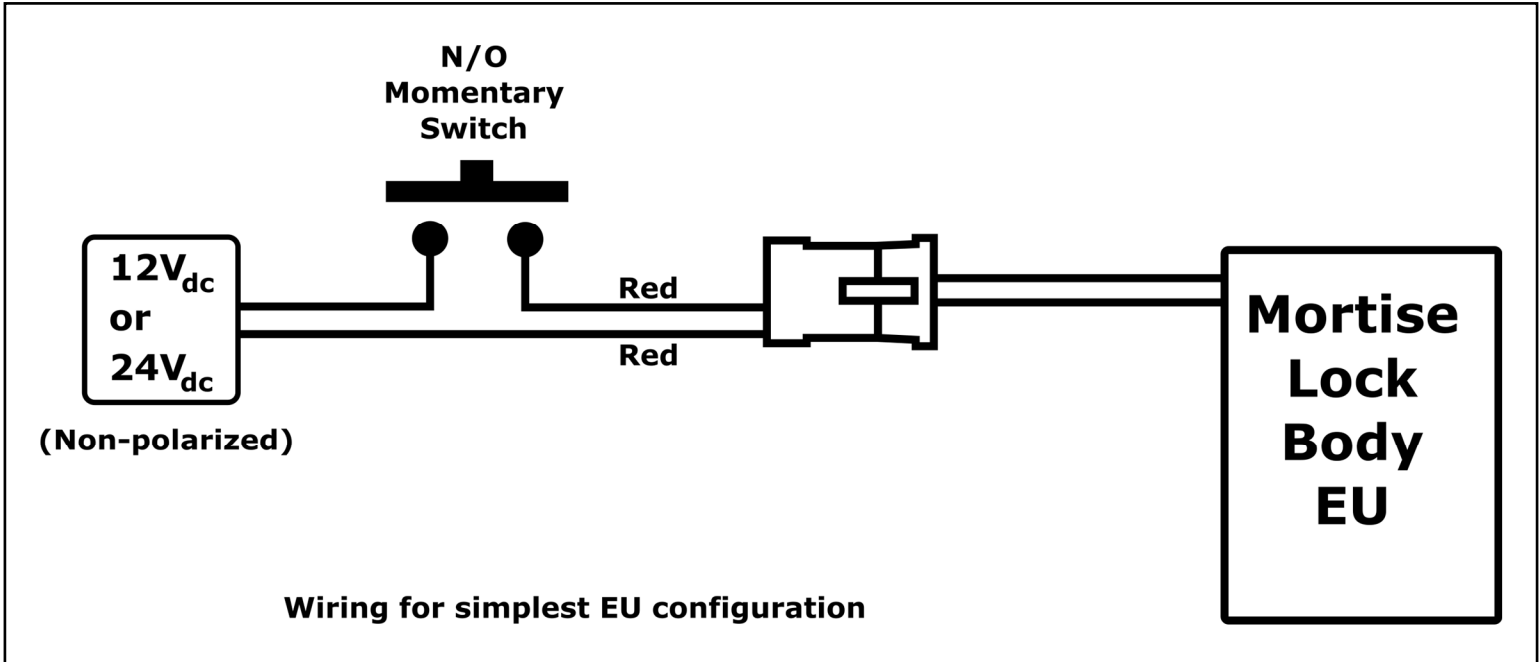 N/O
Momentary
Switch
12Vdc
or
24Vdc
(Non-polarized)
Red
Red
Mortise
Lock
Body
EU
Wiring for simplest EU configuration